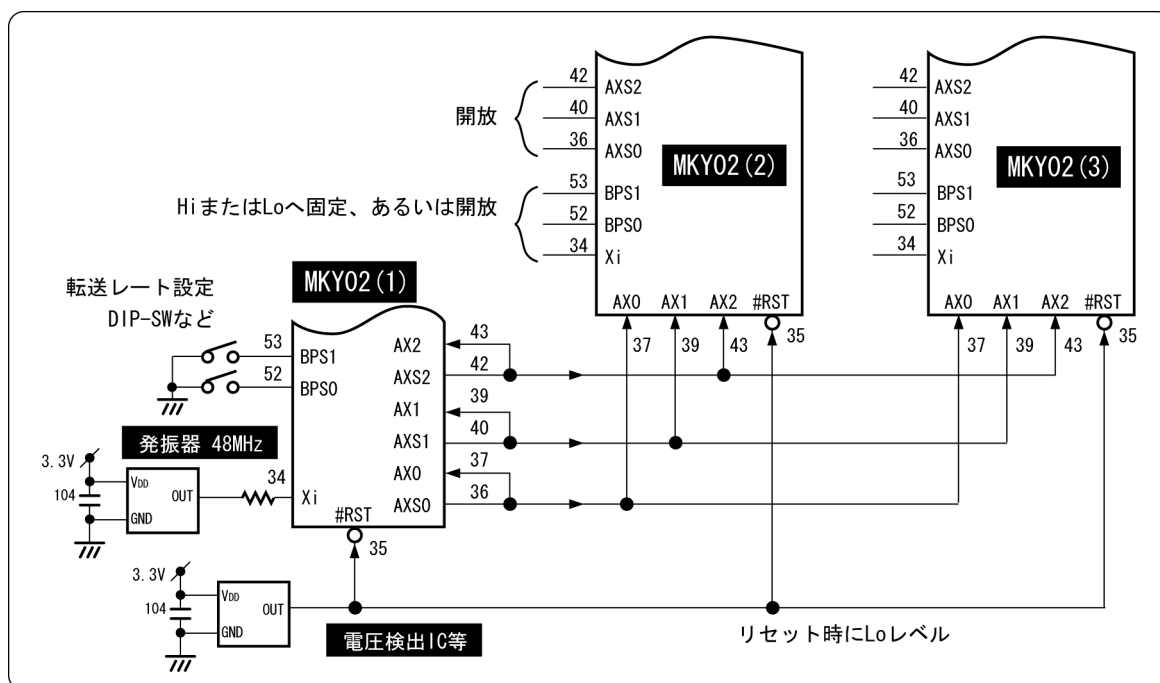 42
AXS2
40
AXS1
36
AXS0
開放
MKY02(2)
53
BPS1
52
BPS0
34
Xi
HiまたはLoへ固定、あるいは開放
AX0 AX1 AX2 #RST
37 39 43 35
42
AXS2
40
AXS1
36
AXS0
MKY02(3)
53
BPS1
52
BPS0
34
Xi
AX0 AX1 AX2 #RST
37 39 43 35
MKY02(1)
転送レート設定
DIP-SWなど
53
BPS1
52
BPS0
AX2
43
AXS2
42
AX1
39
AXS1
40
AX0
37
AXS0
36
発振器 48MHz
3.3V
104
VDD
OUT
GND
34
Xi
#RST
35
3.3V
104
VDD
OUT
GND
電圧検出IC等
リセット時にLoレベル